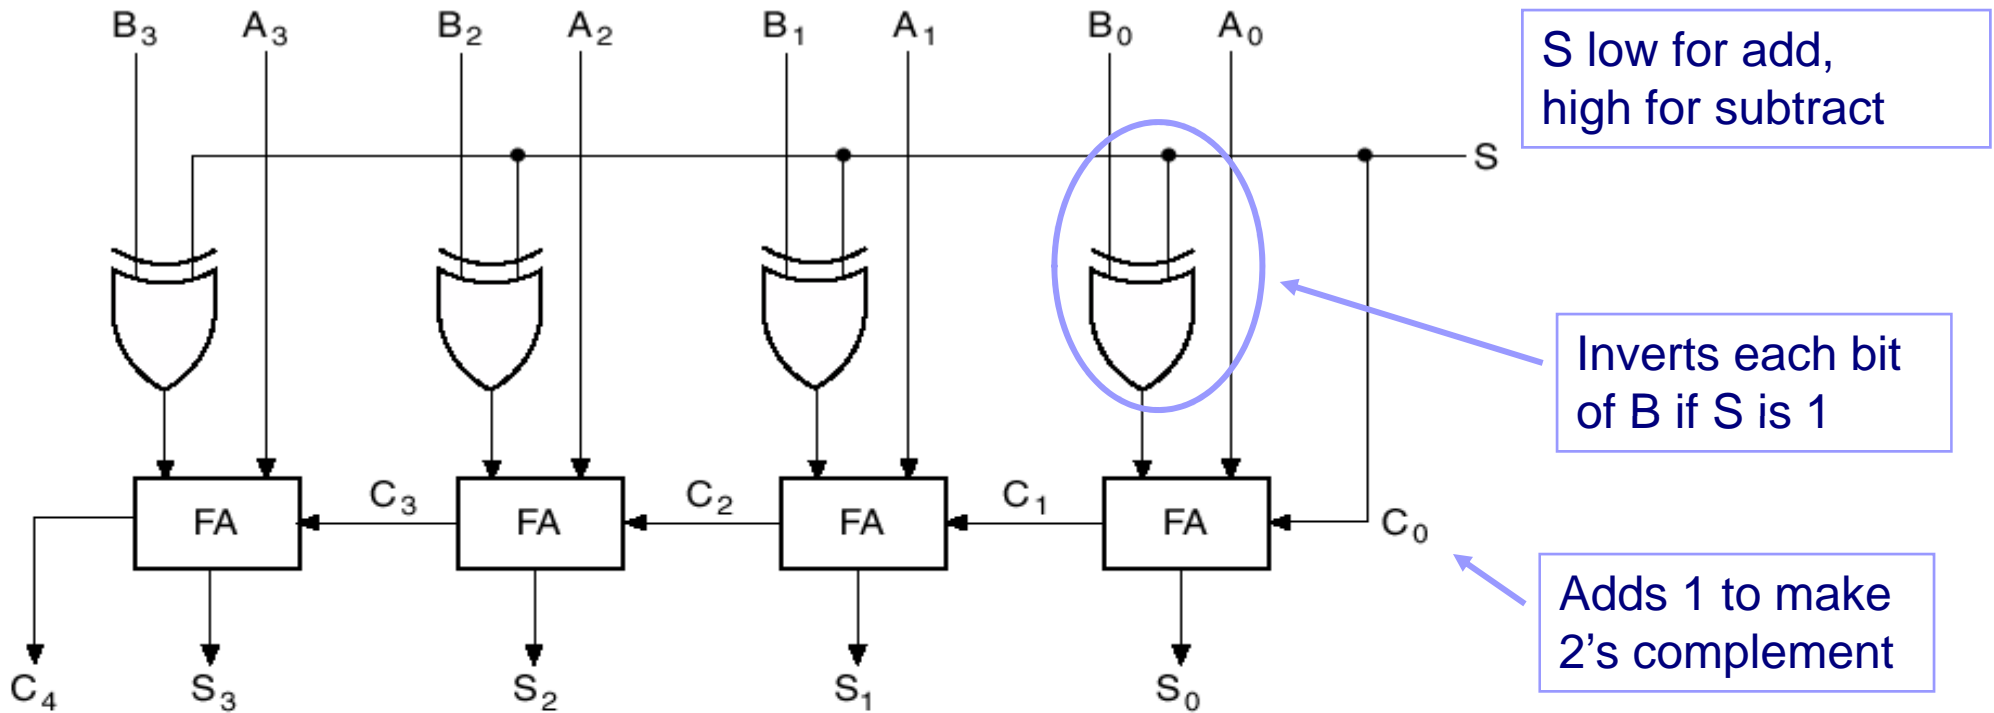 B3 A3 B2 A2 B1 A1 B0 A0
S low for add,
high for subtract
S
Inverts each bit
of B if S is 1
FA C3 FA C2 FA C1 FA C0
Adds 1 to make
2's complement
C4 S3 S2 S1 S0